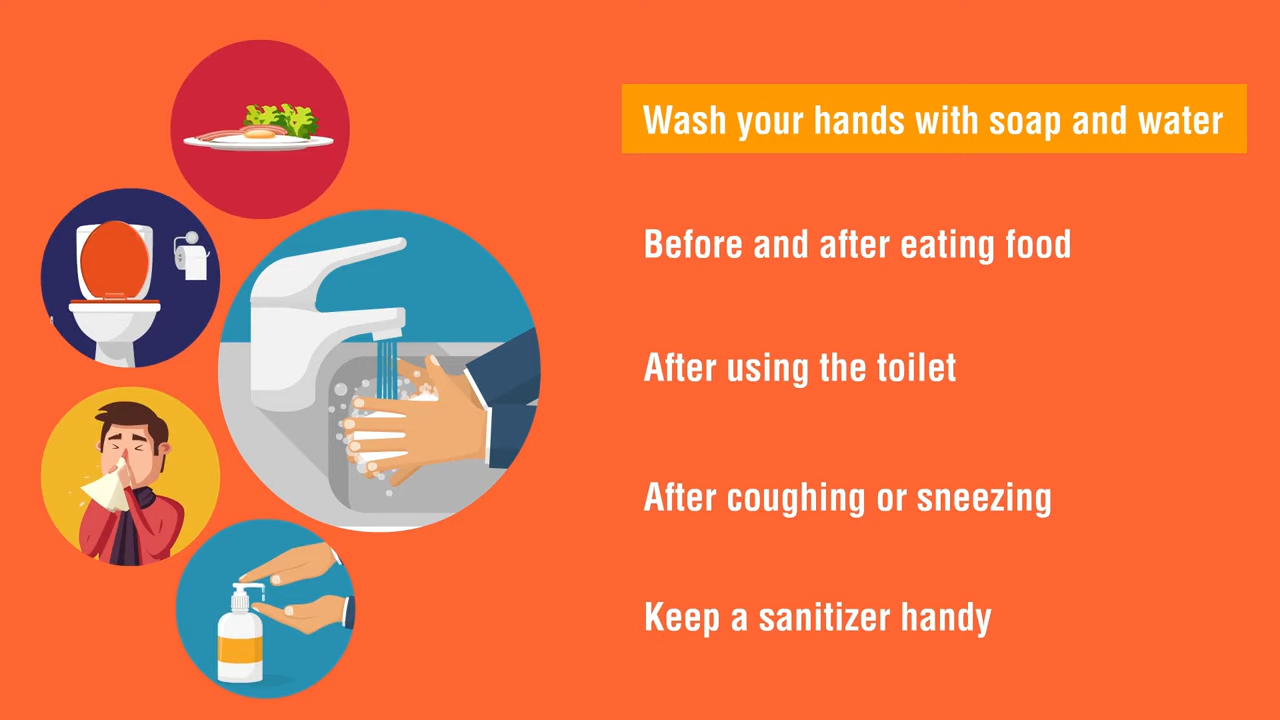 Wash your hands with soap and water
Before and after eating food
After using the toilet
After coughing or sneezing
Keep a sanitizer handy